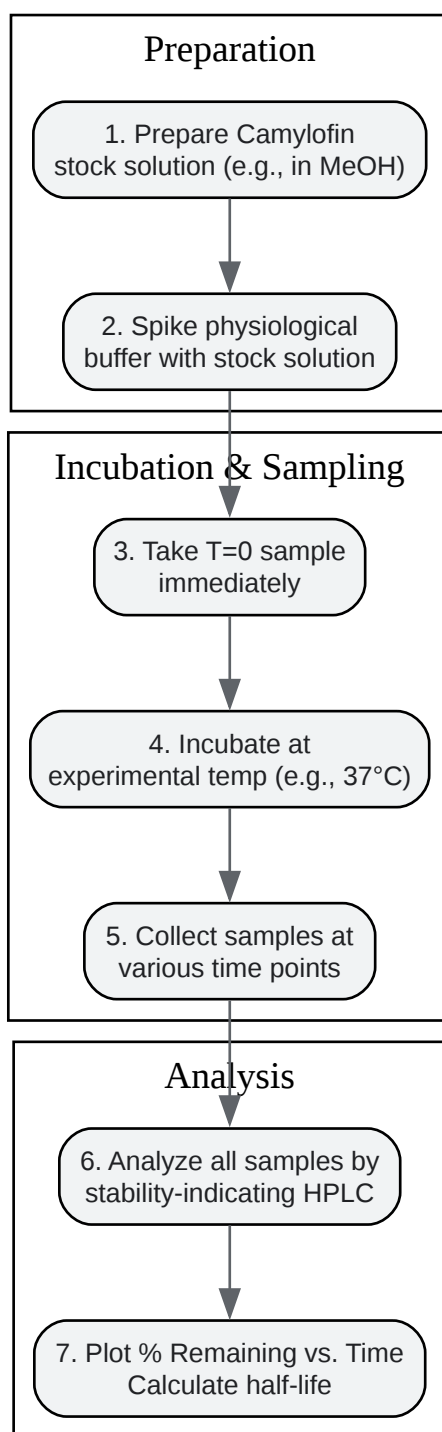 Preparation
1. Prepare Camylofin
stock solution (e.g., in MeOH)
2. Spike physiological
buffer with stock solution
Incubation & Sampling
3. Take T=0 sample
immediately
4. Incubate at
experimental temp (e.g., 37°C)
5. Collect samples at
various time points
Analysis
6. Analyze all samples by
stability-indicating HPLC
7. Plot % Remaining vs. Time
Calculate half-life